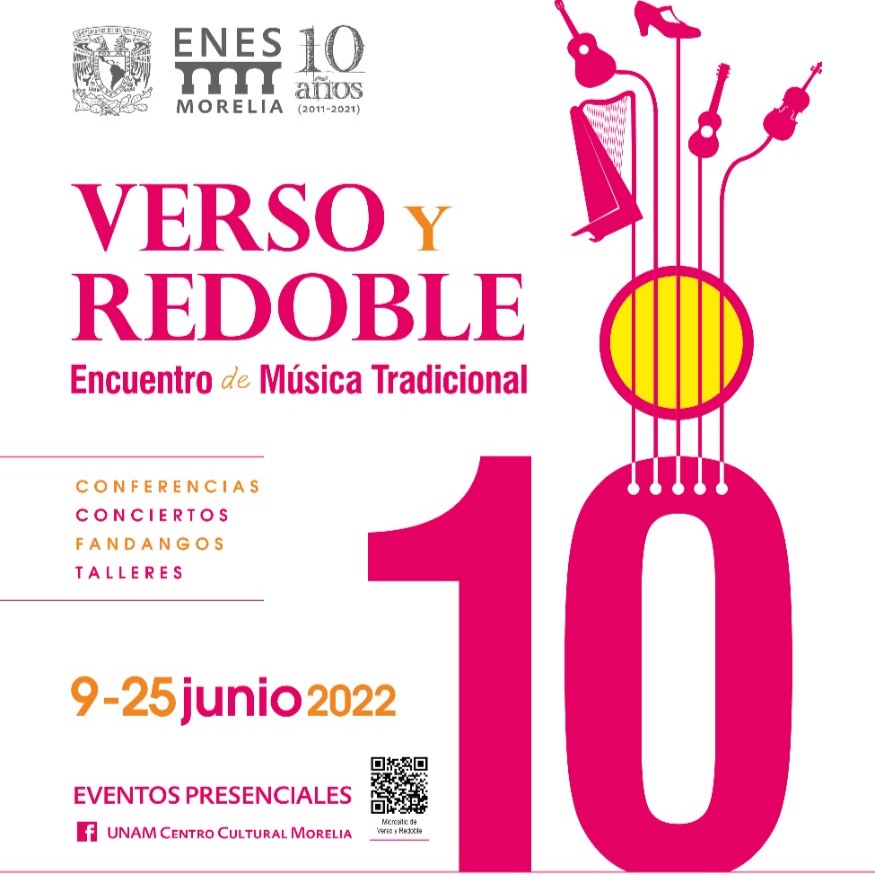 ENES
MORELIA
10
años
(2011-2021)
VERSO Y
REDOBLE
Encuentro de Música Tradicional
CONFERENCIAS
CONCIERTOS
FANDANGOS
TALLERES
10
9-25 junio 2022
EVENTOS PRESENCIALES
UNAM CENTRO CULTURAL MORELIA
Micrositio de
Verso y Redoble